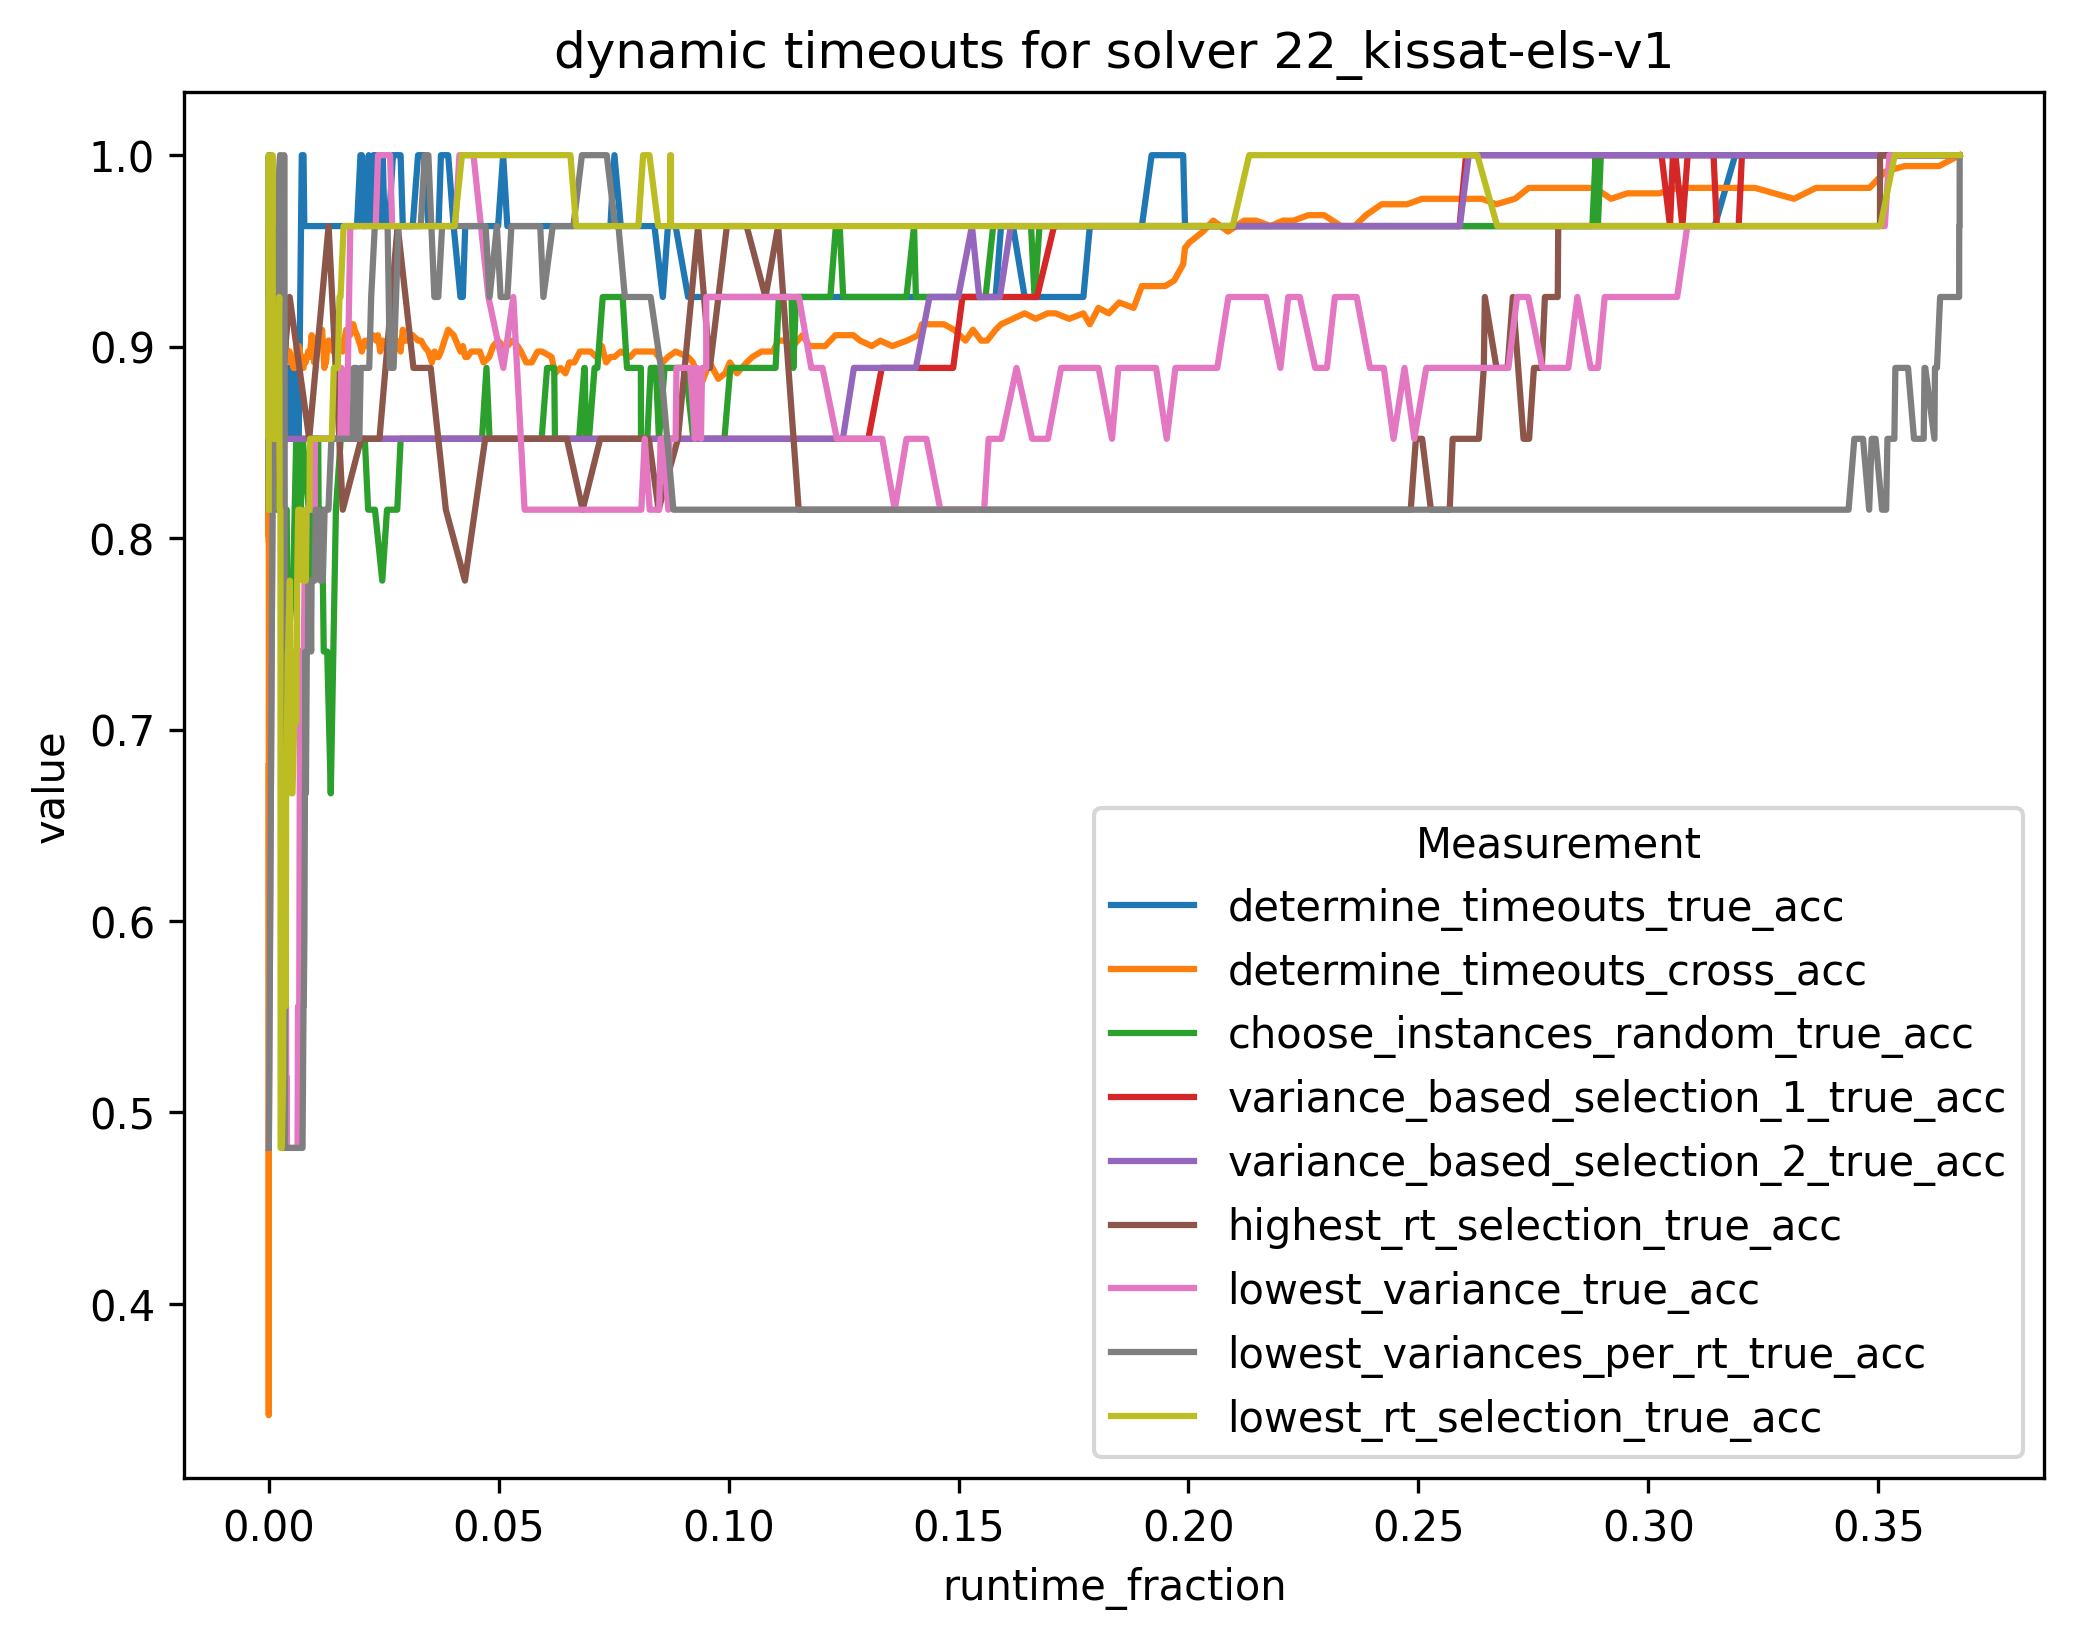 dynamic timeouts for solver 22_kissat-els-v1
1.0
0.9
0.8
0.7
0.6
0.5
0.4
value
0.00 0.05 0.10 0.15 0.20 0.25 0.30 0.35
runtime_fraction
Measurement
determine_timeouts_true_acc
determine_timeouts_cross_acc
choose_instances_random_true_acc
variance_based_selection_1_true_acc
variance_based_selection_2_true_acc
highest_rt_selection_true_acc
lowest_variance_true_acc
lowest_variances_per_rt_true_acc
lowest_rt_selection_true_acc